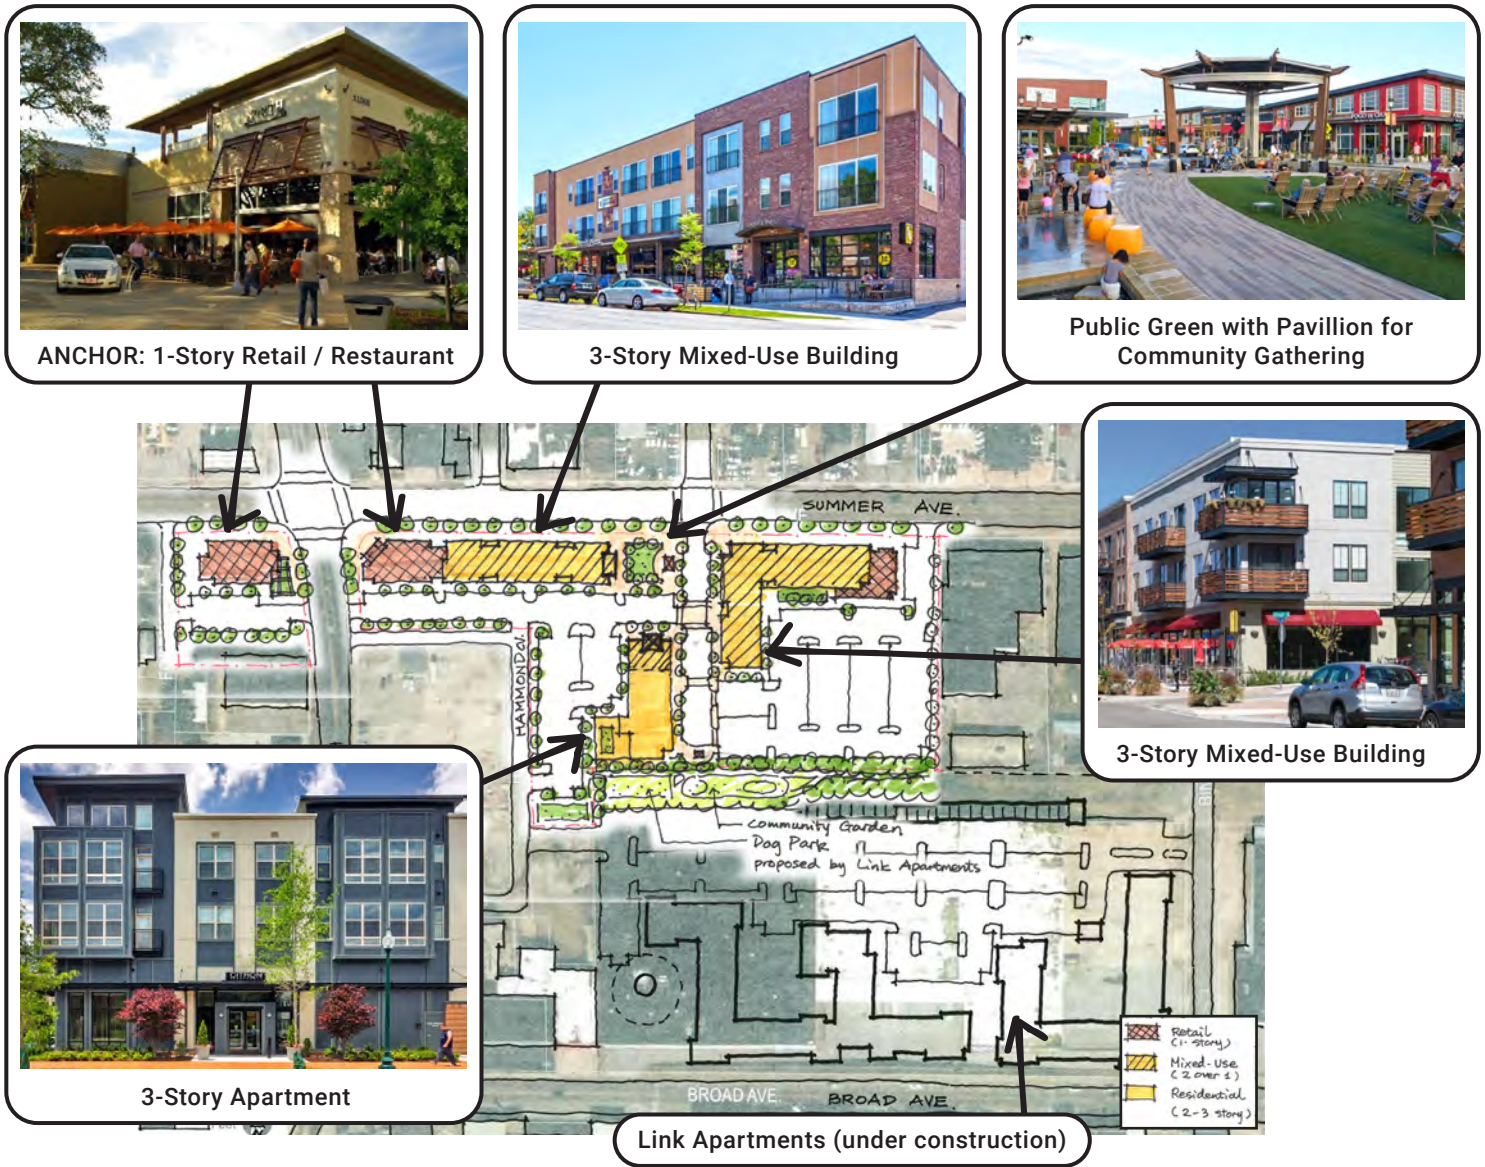 ANCHOR: 1-Story Retail / Restaurant
3-Story Mixed-Use Building
Public Green with Pavillion for
Community Gathering
SUMMER AVE.
3-Story Mixed-Use Building
HAMMOND
3-Story Apartment
Community Garden
Dog Park
proposed by Link Apartments
Retail
(1-story)
Mixed-Use
(2 over 1)
Residential
(2-3 story)
BROAD AVE.
BROAD AVE.
Link Apartments (under construction)